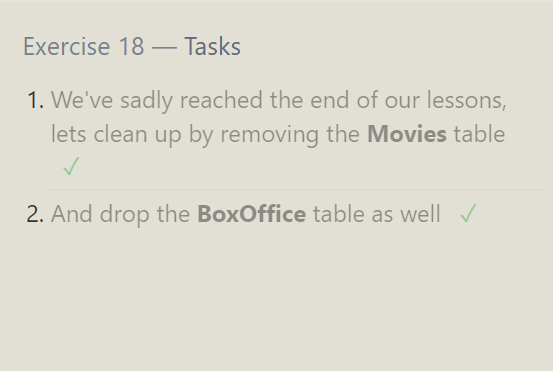 Exercise 18 — Tasks
1. We've sadly reached the end of our lessons,
lets clean up by removing the Movies table
✓
2. And drop the BoxOffice table as well ✓